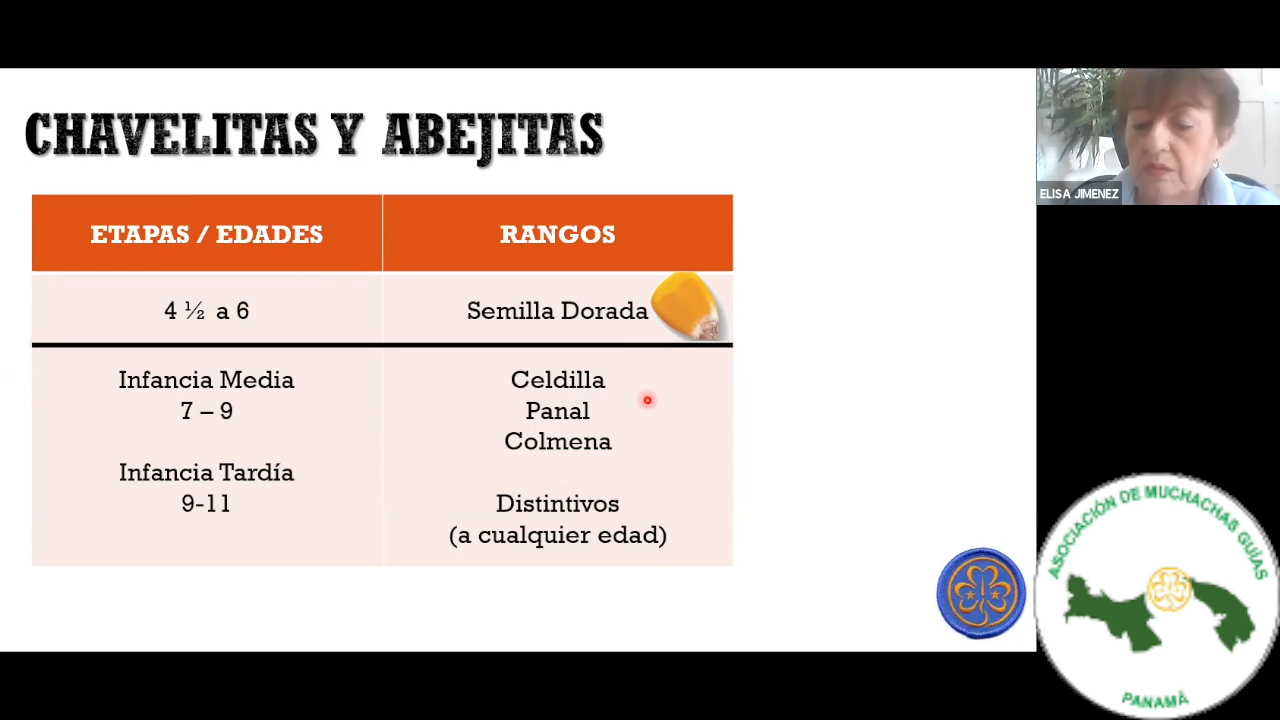 CHAVELITAS Y ABEJITAS
ETAPAS / EDADES
RANGOS
4 ½ a 6
Semilla Dorada
Infancia Media
7 – 9
Infancia Tardía
9-11
Celdilla
Panal
Colmena
Distintivos
(a cualquier edad)
ELISA JIMENEZ
ASOCIACIÓN DE MUCHACHAS GUÍAS
PANAMÁ